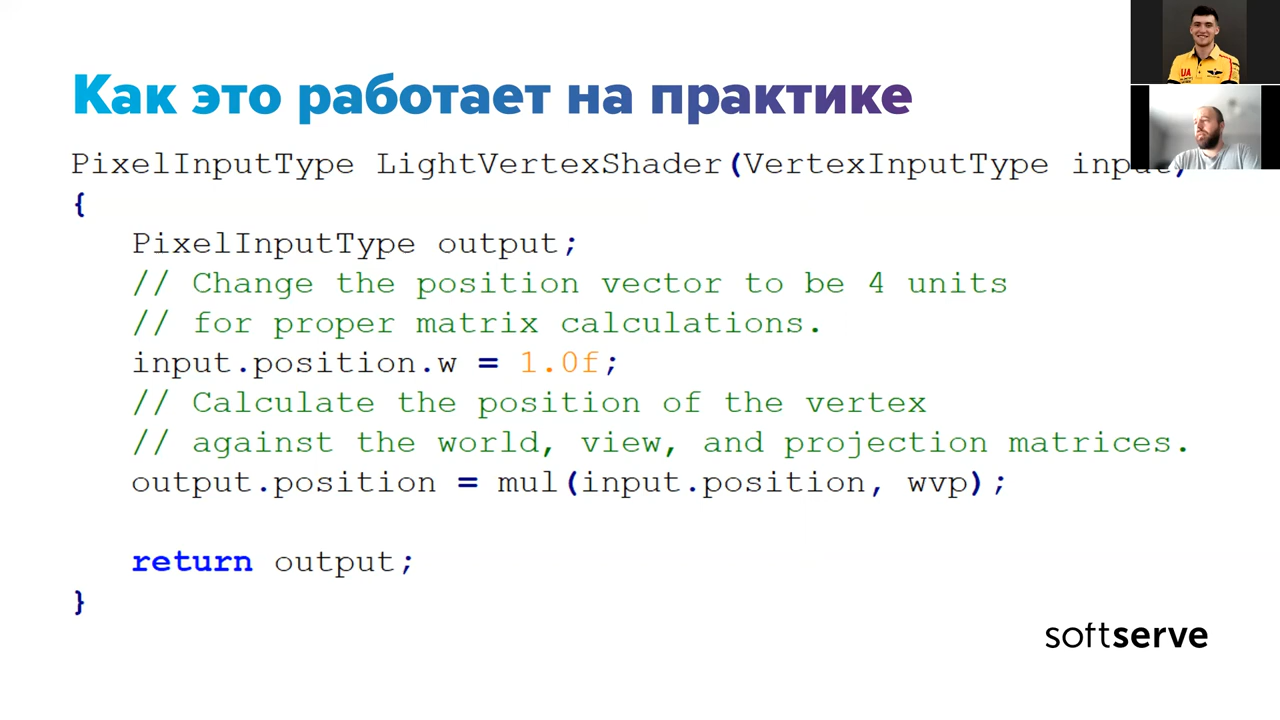 Как это работает на практике
PixelInputType LightVertexShader(VertexInputType input)
{
PixelInputType output;
// Change the position vector to be 4 units
// for proper matrix calculations.
input.position.w = 1.0f;
// Calculate the position of the vertex
// against the world, view, and projection matrices.
output.position = mul(input.position, wvp);
return output;
}
softserve
UA